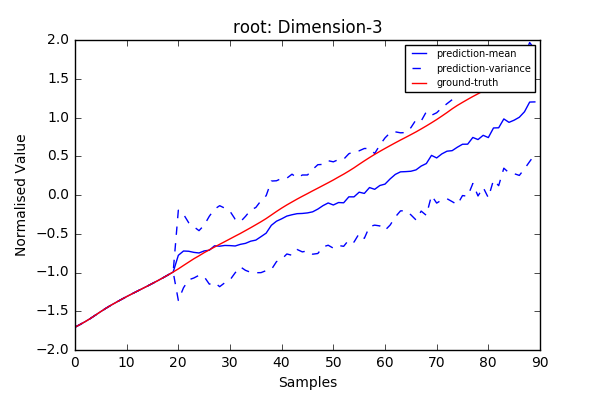 root: Dimension-3
prediction-mean
prediction-variance
ground-truth
Normalised Value
2.0
1.5
1.0
0.5
0.0
−0.5
−1.0
−1.5
−2.0
0 10 20 30 40 50 60 70 80 90
Samples